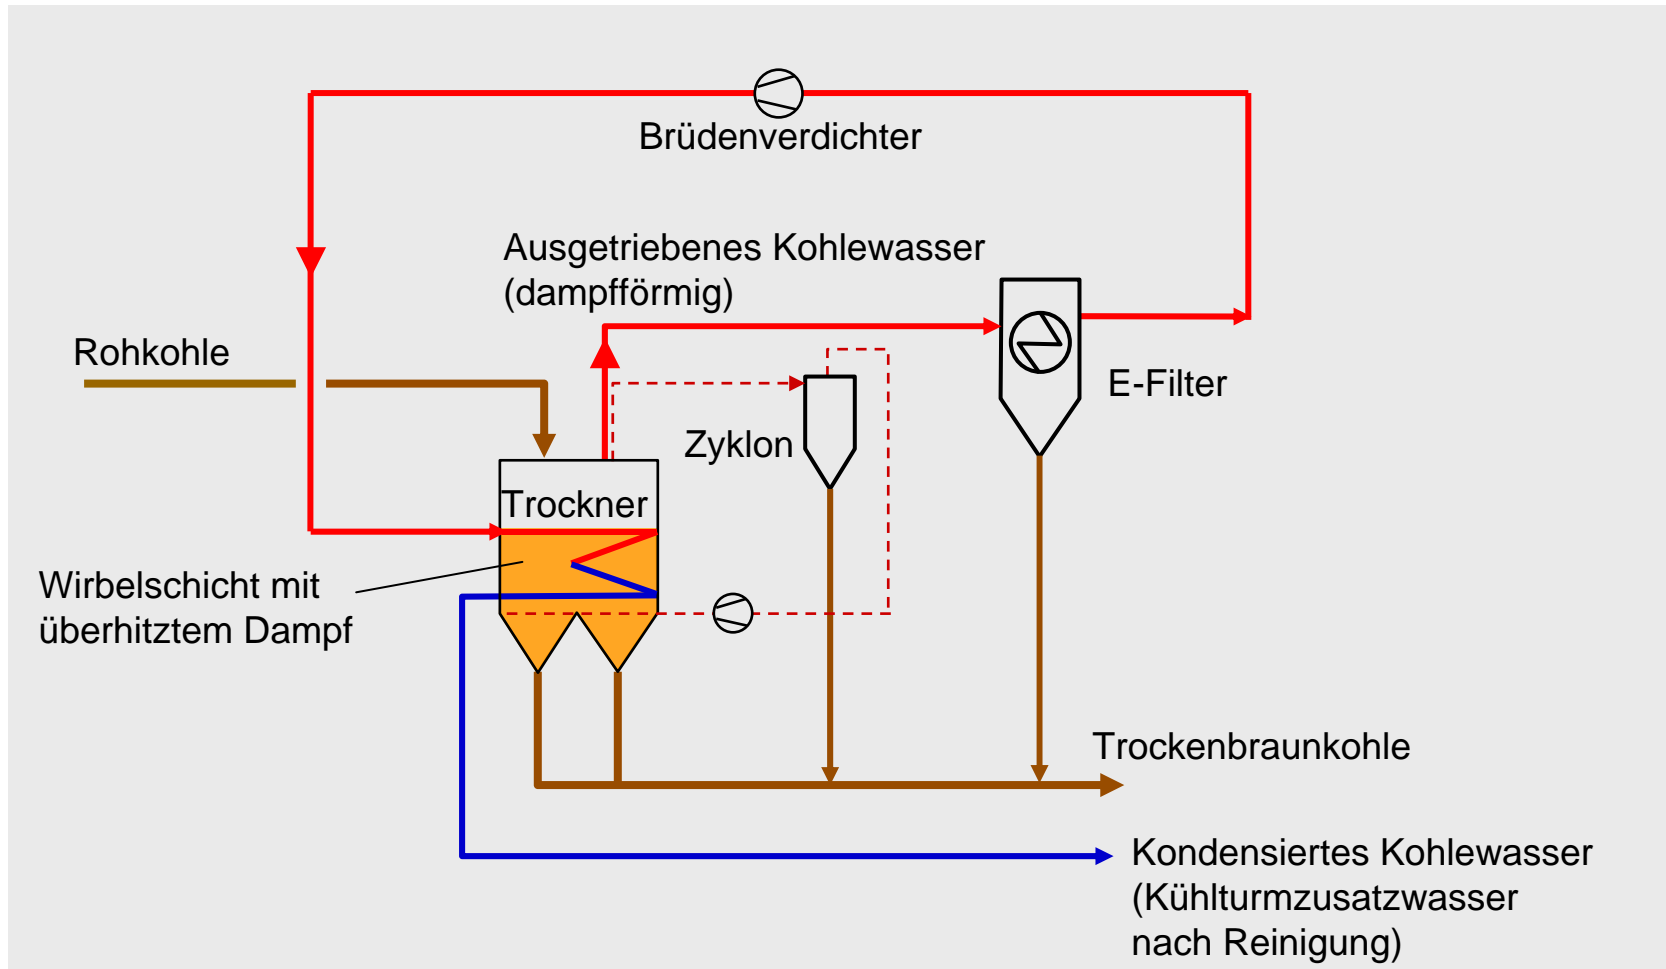 Brüdenverdichter
Ausgetriebenes Kohlewasser
(dampfförmig)
Rohkohle
E-Filter
Zyklon
Trockner
Wirbelschicht mit
überhitztem Dampf
Trockenbraunkohle
Kondensiertes Kohlewasser
(Kühlturmzusatzwasser
nach Reinigung)